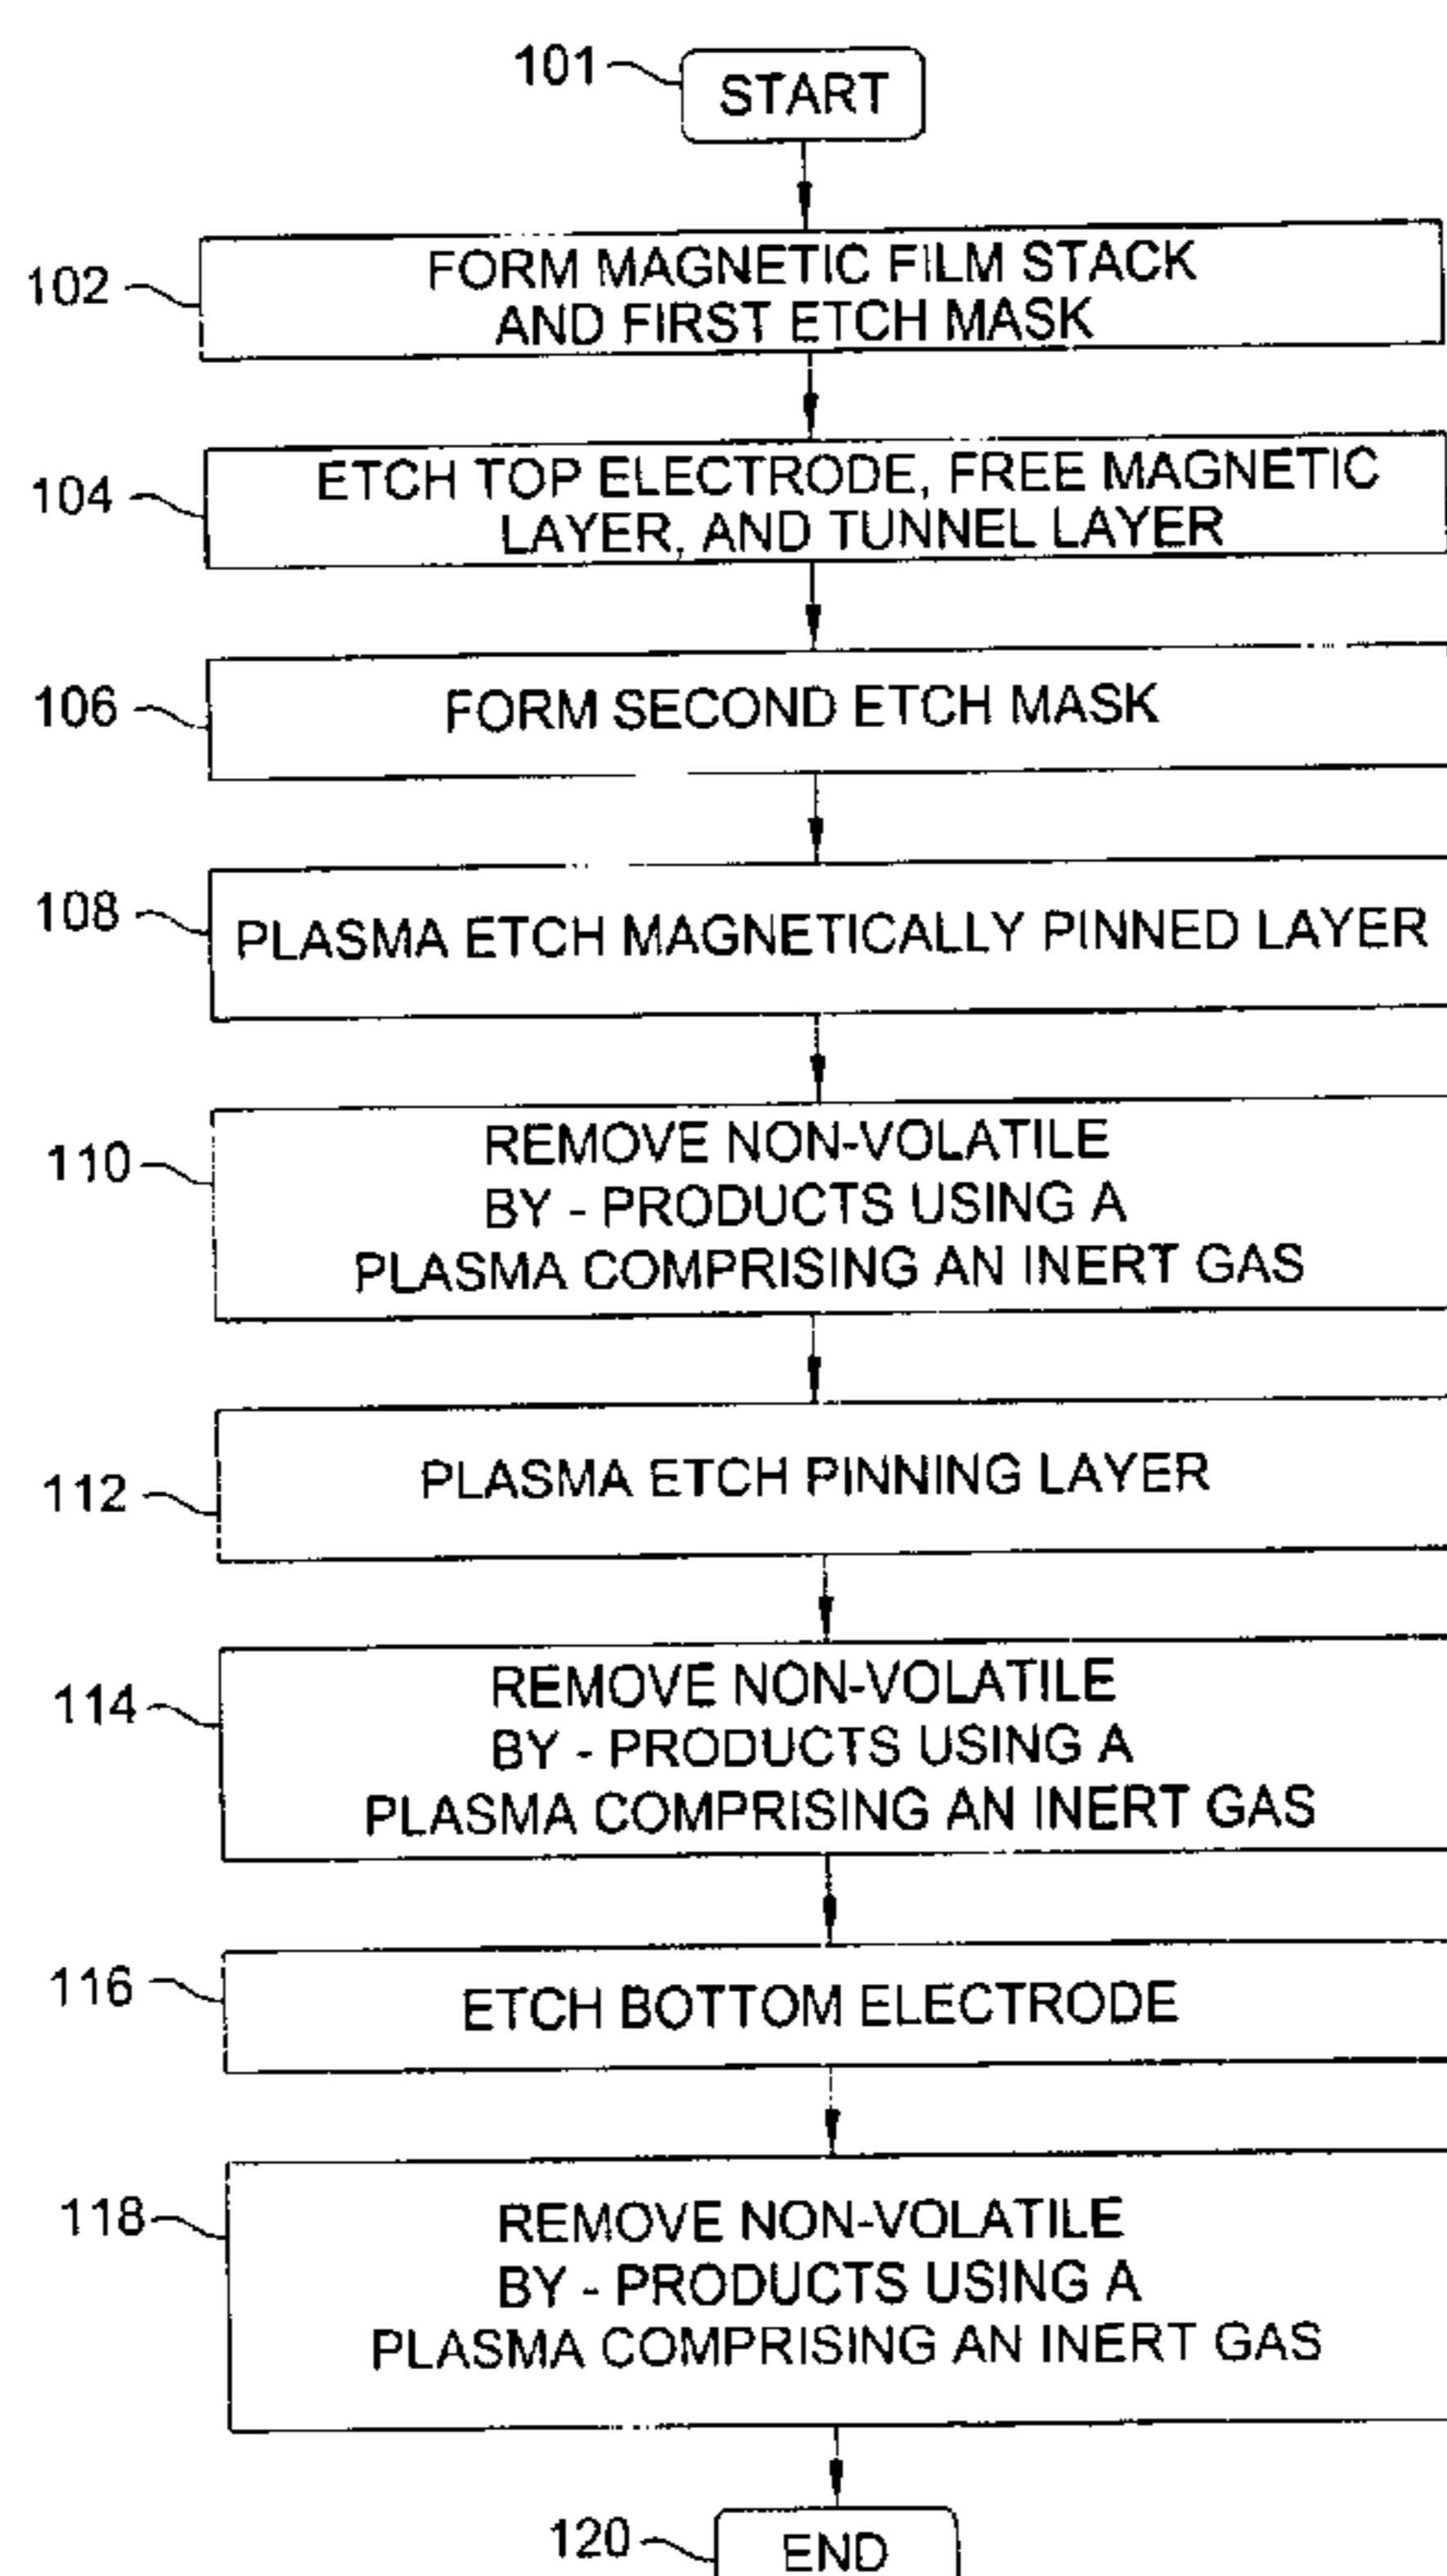 101
START
102
FORM MAGNETIC FILM STACK
AND FIRST ETCH MASK
104
ETCH TOP ELECTRODE, FREE MAGNETIC
LAYER, AND TUNNEL LAYER
106
FORM SECOND ETCH MASK
108
PLASMA ETCH MAGNETICALLY PINNED LAYER
110
REMOVE NON-VOLATILE
BY - PRODUCTS USING A
PLASMA COMPRISING AN INERT GAS
112
PLASMA ETCH PINNING LAYER
114
REMOVE NON-VOLATILE
BY - PRODUCTS USING A
PLASMA COMPRISING AN INERT GAS
116
ETCH BOTTOM ELECTRODE
118
REMOVE NON-VOLATILE
BY - PRODUCTS USING A
PLASMA COMPRISING AN INERT GAS
120
END